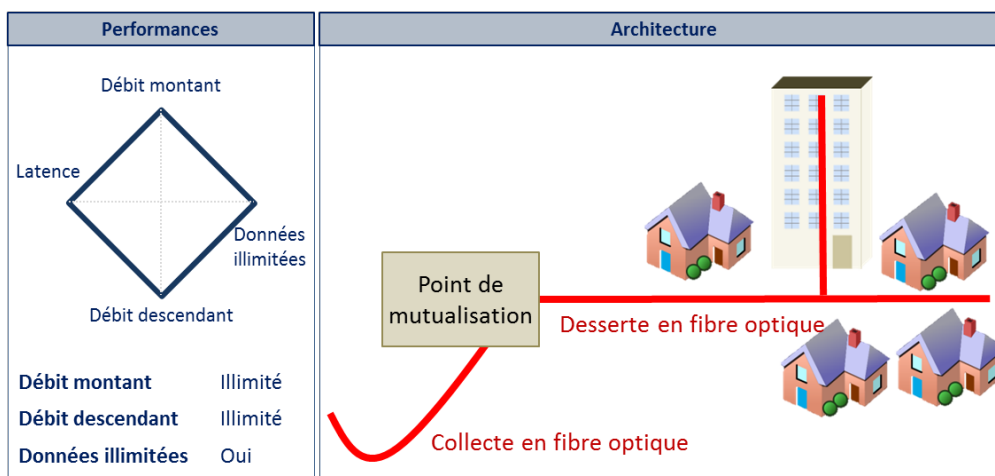 Performances
Débit montant
Latence
Données
illimitées
Débit descendant
Débit montant Illimité
Débit descendant Illimité
Données illimitées Oui
Architecture
Point de
mutualisation
Desserte en fibre optique
Collecte en fibre optique